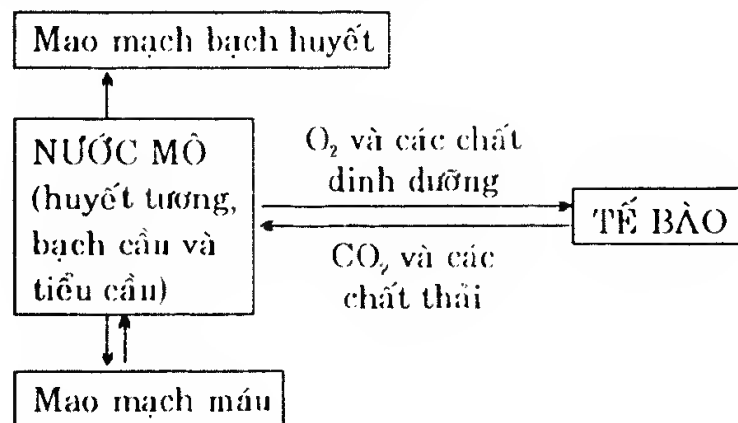 Mao mạch bạch huyết
NƯỚC MÔ
(huyết tương,
bạch cầu và
tiểu cầu)
O₂ và các chất
dinh dưỡng
CO₂ và các
chất thải
TẾ BÀO
Mao mạch máu